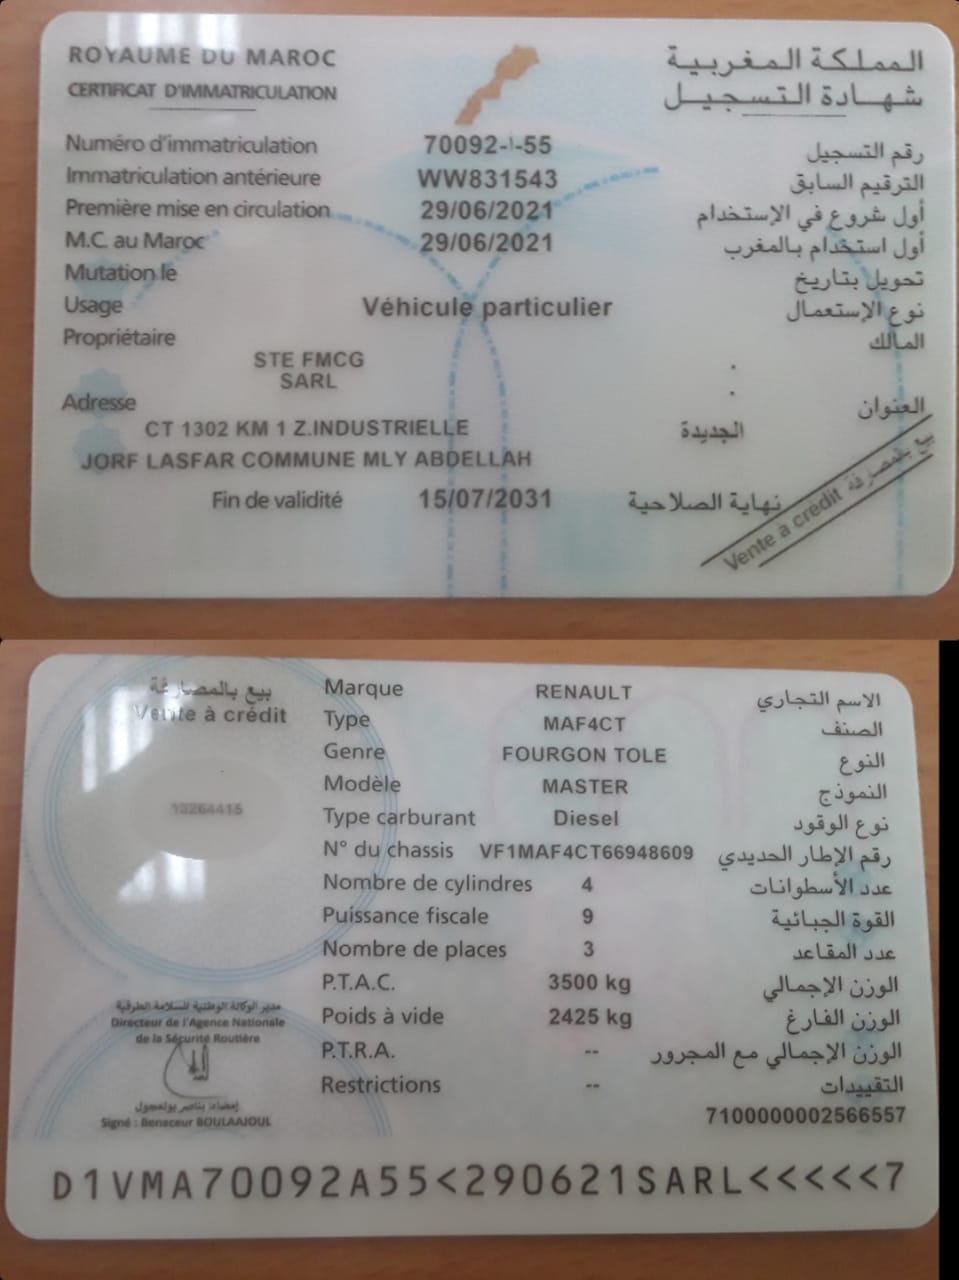 ROYAUME DU MAROC المملكة المغربية
CERTIFICAT D'IMMATRICULATION شهادة التسجيل
Numéro d'immatriculation 70092-أ-55 رقم التسجيل
Immatriculation antérieure WW831543 الترقيم السابق
Première mise en circulation 29/06/2021 أول شروع في الإستخدام
M.C. au Maroc 29/06/2021 أول استخدام بالمغرب
Mutation le تحويل بتاريخ
Usage Véhicule particulier نوع الإستعمال
Propriétaire المالك
STE FMCG
SARL
Adresse العنوان
CT 1302 KM 1 Z.INDUSTRIELLE الجديدة
JORF LASFAR COMMUNE MLY ABDELLAH
Fin de validité 15/07/2031 نهاية الصلاحية
Vente à crédit بيع بالمصارفة
بيع بالمصارفة
Vente à crédit
10264415
Marque RENAULT الاسم التجاري
Type MAF4CT الصنف
Genre FOURGON TOLE النوع
Modèle MASTER النموذج
Type carburant Diesel نوع الوقود
N° du chassis VF1MAF4CT66948609 رقم الإطار الحديدي
Nombre de cylindres 4 عدد الأسطوانات
Puissance fiscale 9 القوة الجبائية
Nombre de places 3 عدد المقاعد
P.T.A.C. 3500 kg الوزن الإجمالي
Poids à vide 2425 kg الوزن الفارغ
P.T.R.A. -- الوزن الإجمالي مع المجرور
Restrictions -- التقييدات
مدير الوكالة الوطنية للسلامة الطرقية
Directeur de l'Agence Nationale
de la Sécurité Routière
إمضاء: بناصر بولعجول
Signé : Benaceur BOULAAJOUL
7100000002566557
D1VMA70092A55<290621SARL<<<<<7